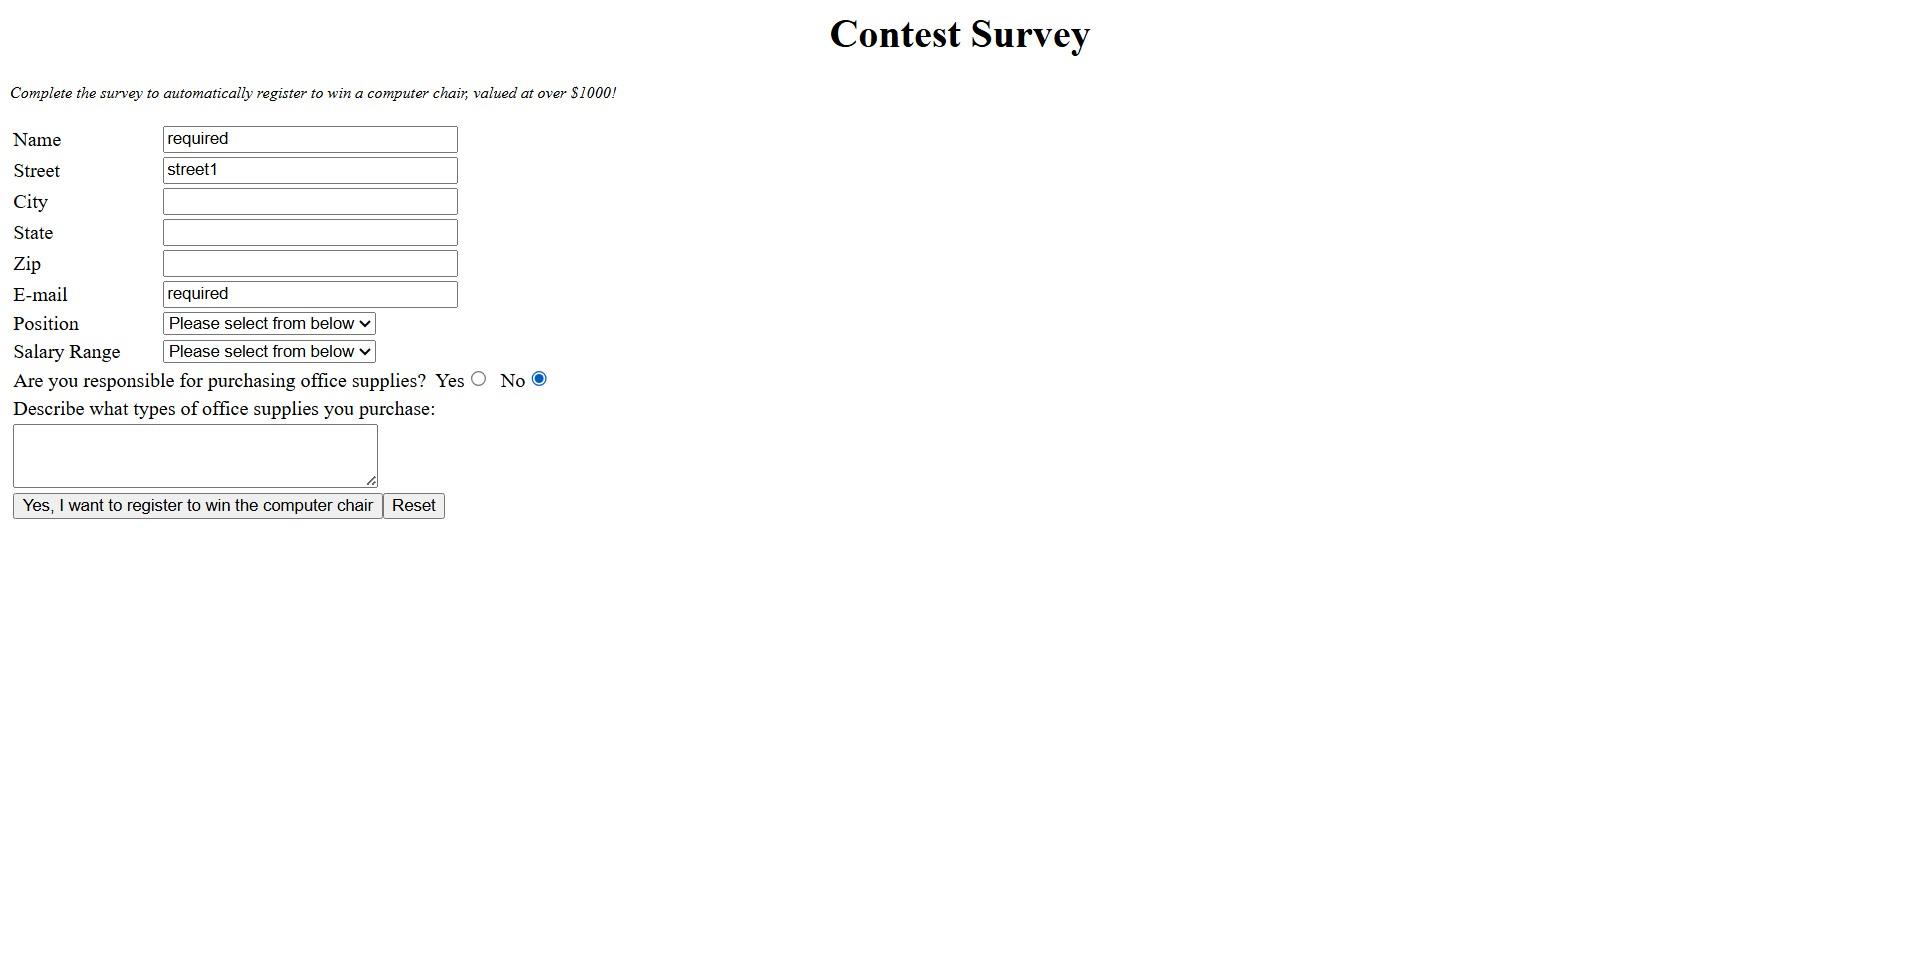 Contest Survey
Complete the survey to automatically register to win a computer chair, valued at over $1000!
Name required
Street street1
City
State
Zip
E-mail required
Position Please select from below
Salary Range Please select from below
Are you responsible for purchasing office supplies? Yes No
Describe what types of office supplies you purchase:
Yes, I want to register to win the computer chair Reset